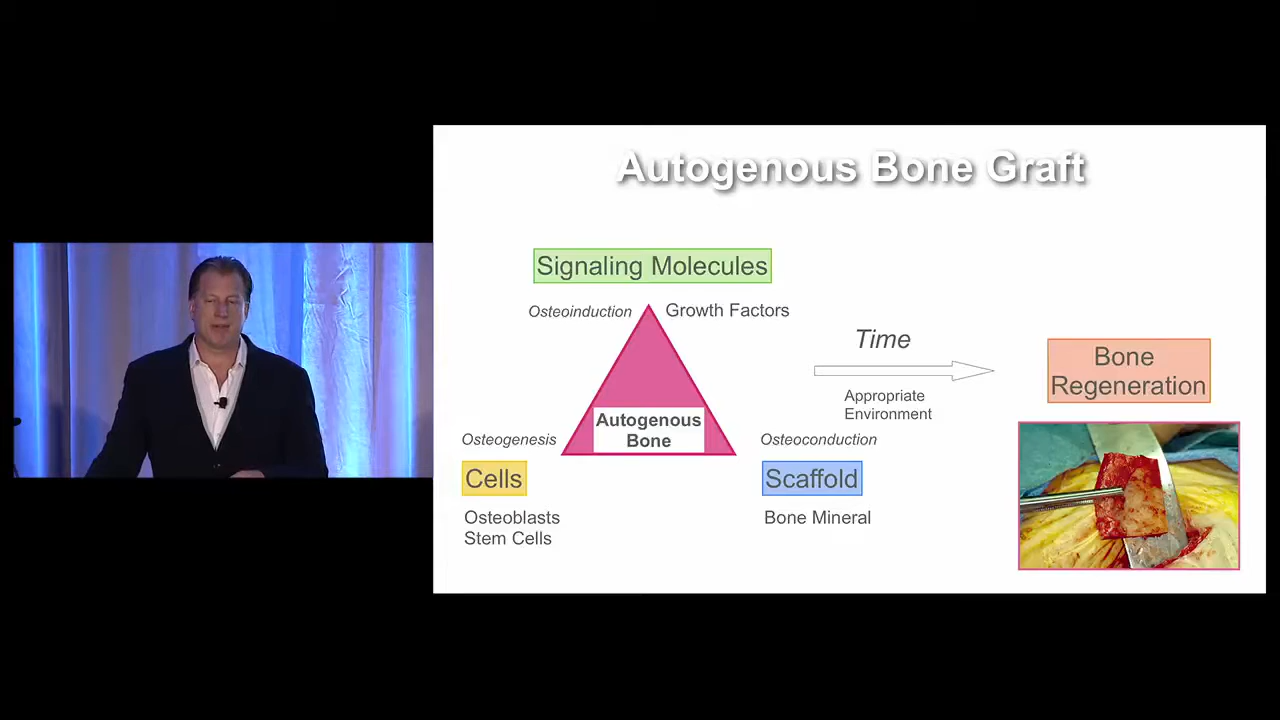 Autogenous Bone Graft
Signaling Molecules
Osteoinduction
Growth Factors
Time
Appropriate
Environment
Bone
Regeneration
Autogenous
Bone
Osteogenesis
Cells
Osteoblasts
Stem Cells
Osteoconduction
Scaffold
Bone Mineral